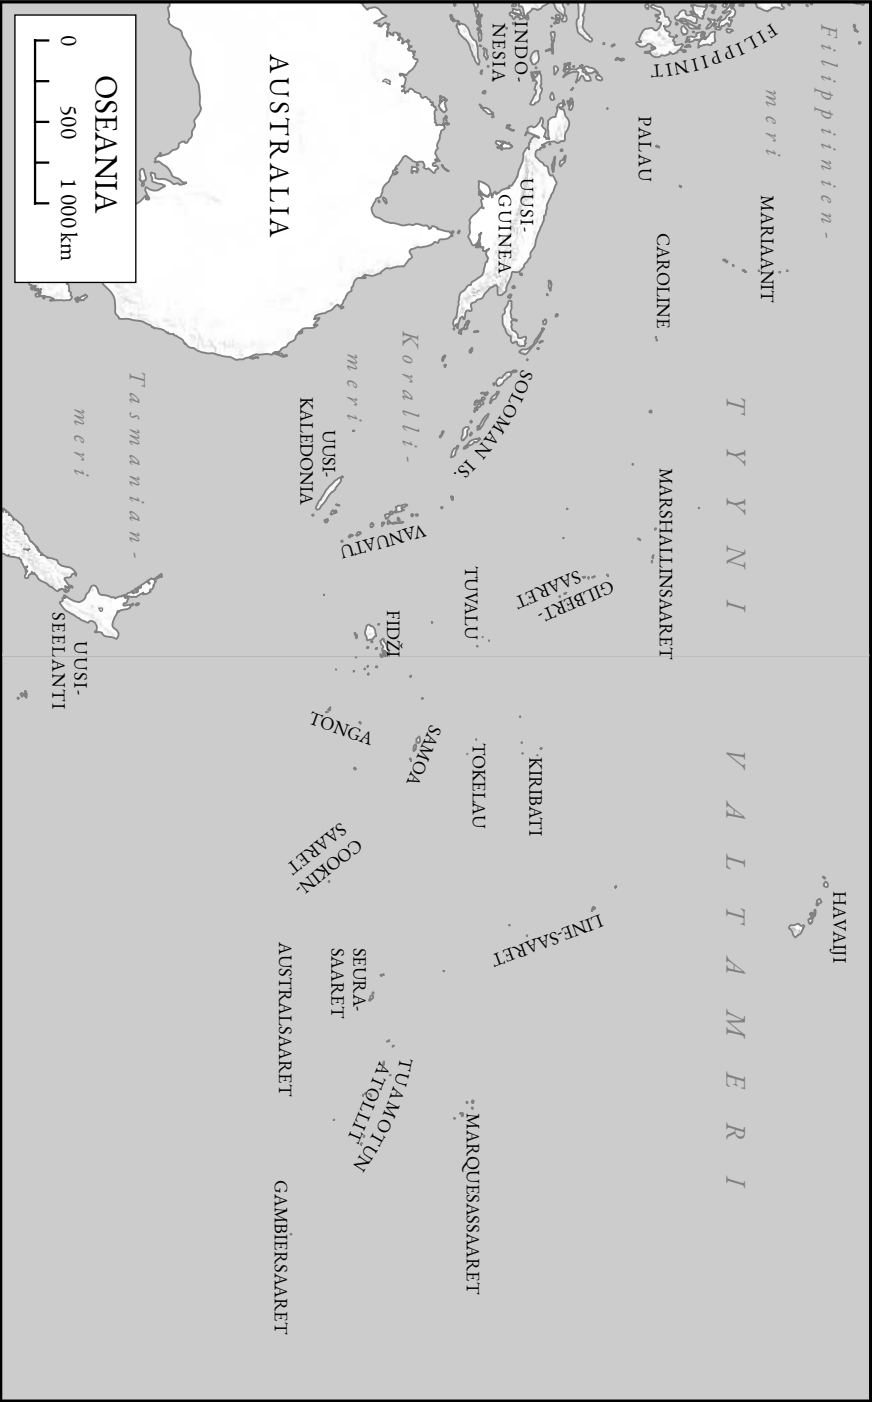 Filippiinien-
meri
FILIPPIINIT
INDO-
NESIA
PALAU
MARIAANIT
CAROLINE
UUSI-
GUINEA
AUSTRALIA
TYYNI VALTAMERI
HAVAIJI
MARSHALLINSAARET
SOLOMAN IS.
Koralli-
meri
GILBERT-
SAARET
KIRIBATI
LINE-SAARET
TUVALU
TOKELAU
MARQUESASSAARET
VANUATU
UUSI-
KALEDONIA
FIDŽI
SAMOA
TONGA
COOKIN-
SAARET
SEURA-
SAARET
TUAMOTUN
ATOLLIT
AUSTRALSAARET
GAMBIERSAARET
Tasmanian-
meri
UUSI-
SEELANTI
OSEANIA
0 500 1 000 km